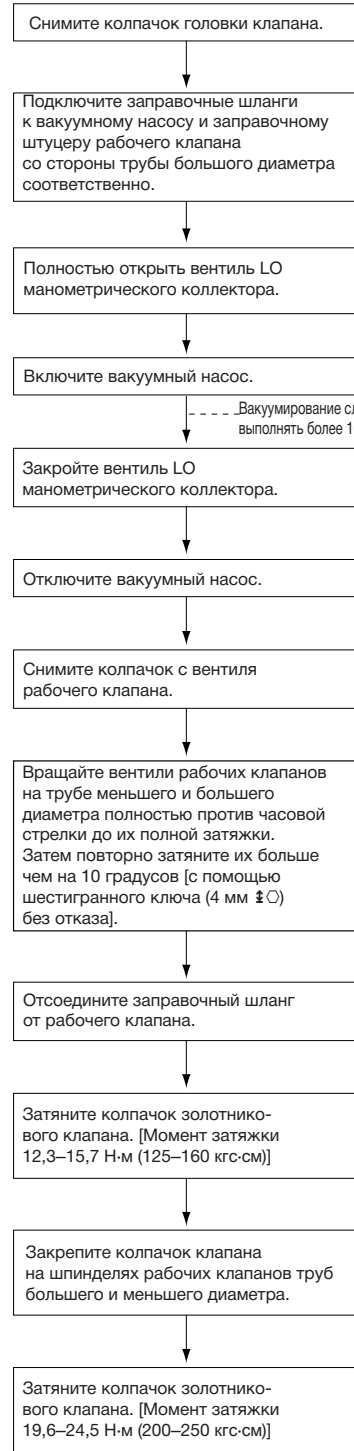 Снимите колпачок головки клапана.
Подключите заправочные шланги
к вакуумному насосу и заправочному
штуцеру рабочего клапана
со стороны трубы большого диаметра
соответственно.
Полностью открыть вентиль LO
манометрического коллектора.
Включите вакуумный насос.
Вакуумирование
выполнять более
Закройте вентиль LO
манометрического коллектора.
Отключите вакуумный насос.
Снимите колпачок с вентиля
рабочего клапана.
Вращайте вентили рабочих клапанов
на трубе меньшего и большего
диаметра полностью против часовой
стрелки до их полной затяжки.
Затем повторно затяните их больше
чем на 10 градусов [с помощью
шестигранного ключа (4 мм ⬡)
без отказа].
Отсоедините заправочный шланг
от рабочего клапана.
Затяните колпачок золотнико-
вого клапана. [Момент затяжки
12,3–15,7 Н·м (125–160 кгс·см)]
Закрепите колпачок клапана
на шпинделях рабочих клапанов труб
большего и меньшего диаметра.
Затяните колпачок золотнико-
вого клапана. [Момент затяжки
19,6–24,5 Н·м (200–250 кгс·см)]